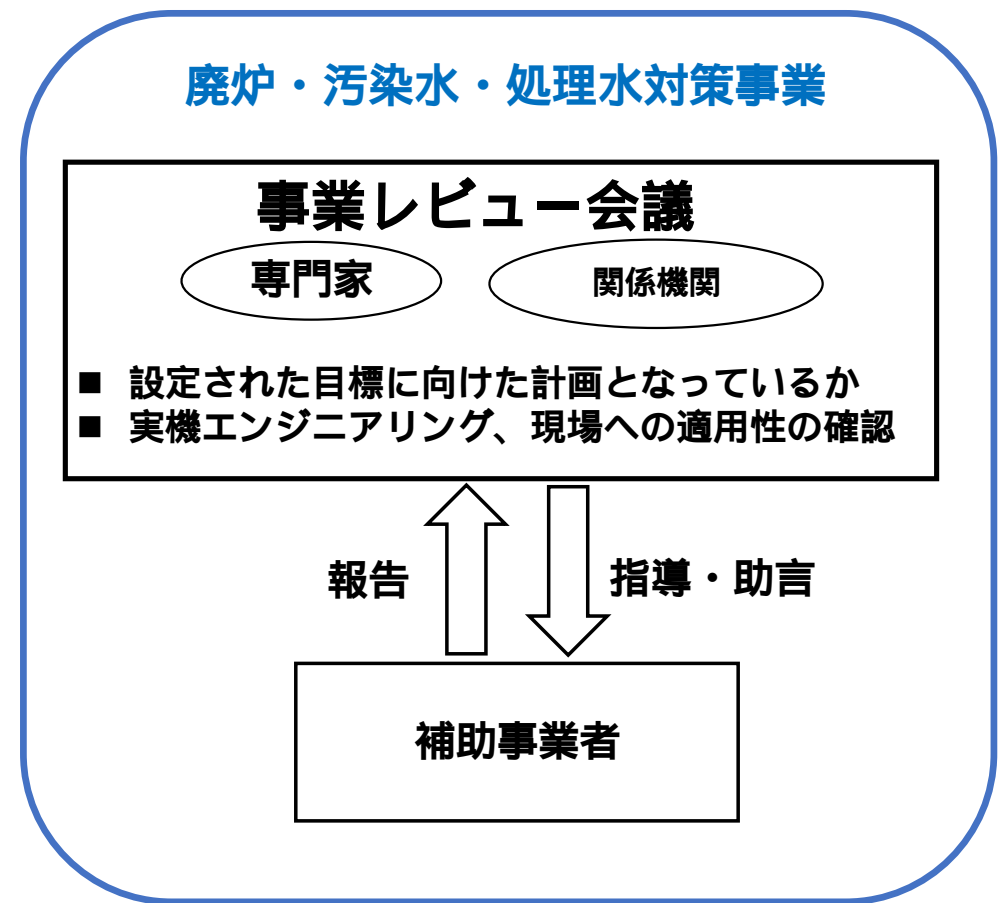 廃炉・汚染水・処理水対策事業
事業レビュー会議
専門家
関係機関
■ 設定された目標に向けた計画となっているか
■ 実機エンジニアリング、現場への適用性の確認
報告
指導・助言
補助事業者